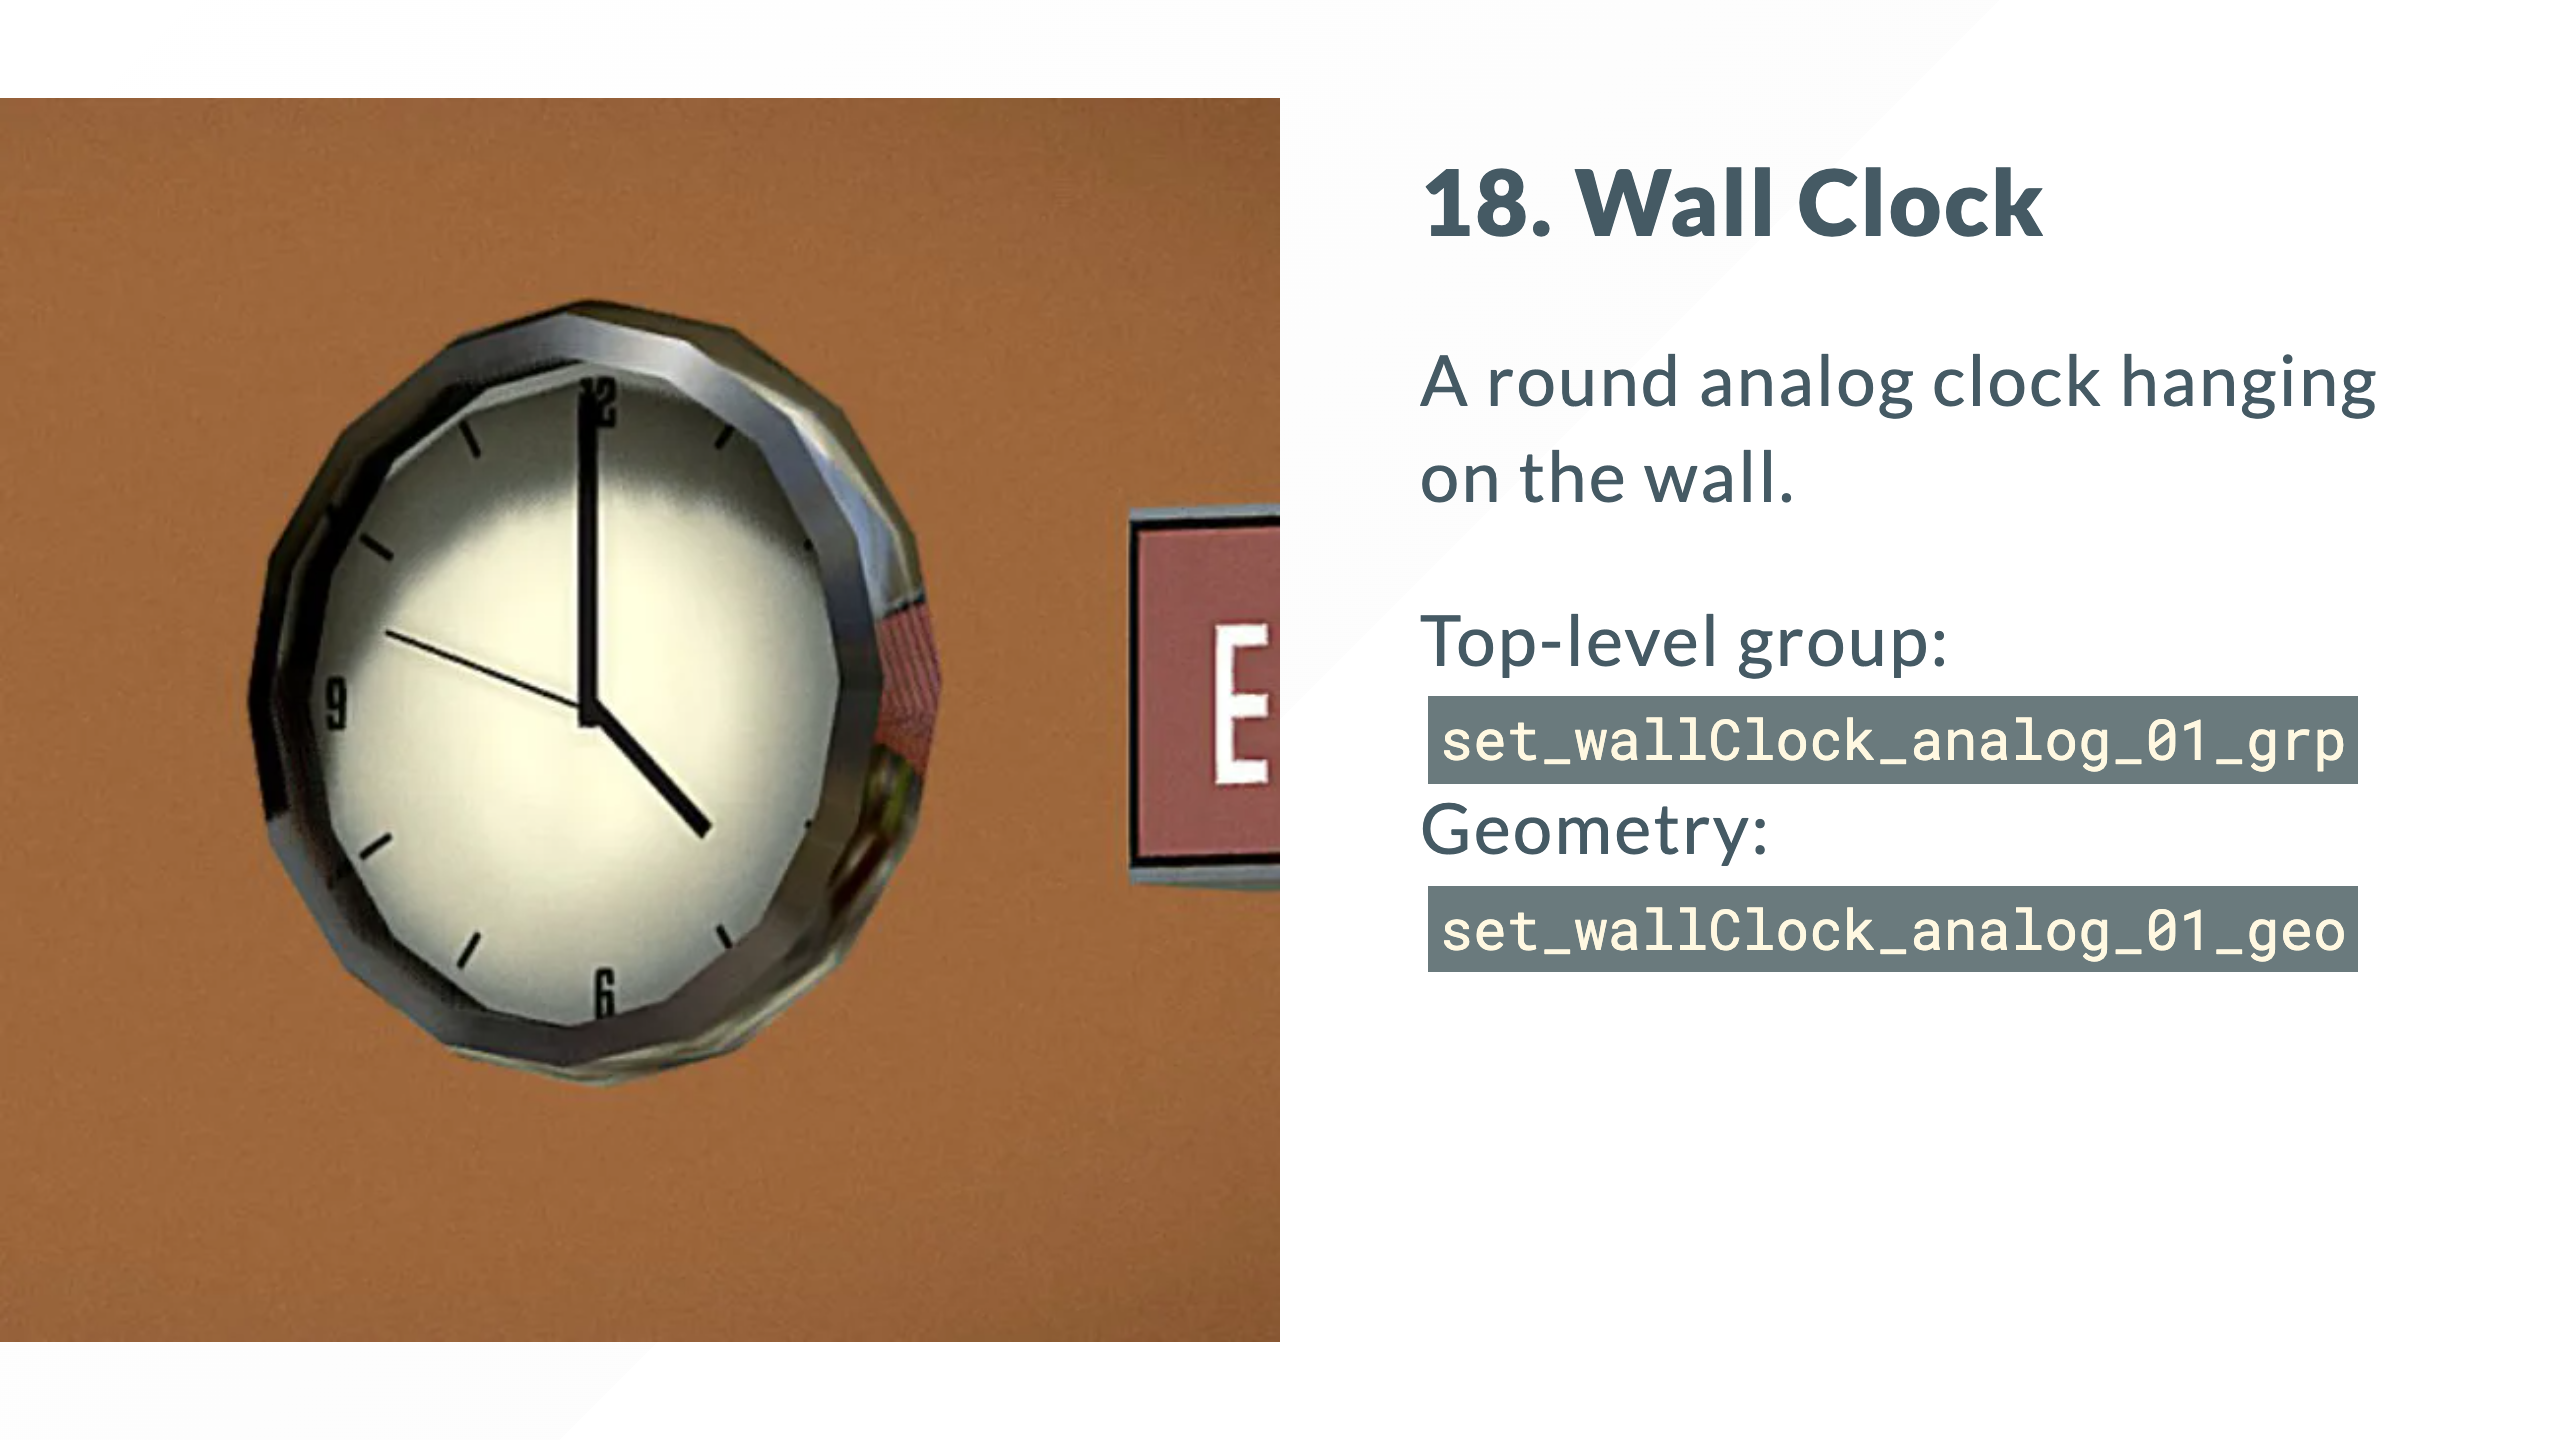 12
9
6
E
18. Wall Clock
A round analog clock hanging
on the wall.
Top-level group:
set_wallClock_analog_01_grp
Geometry:
set_wallClock_analog_01_geo